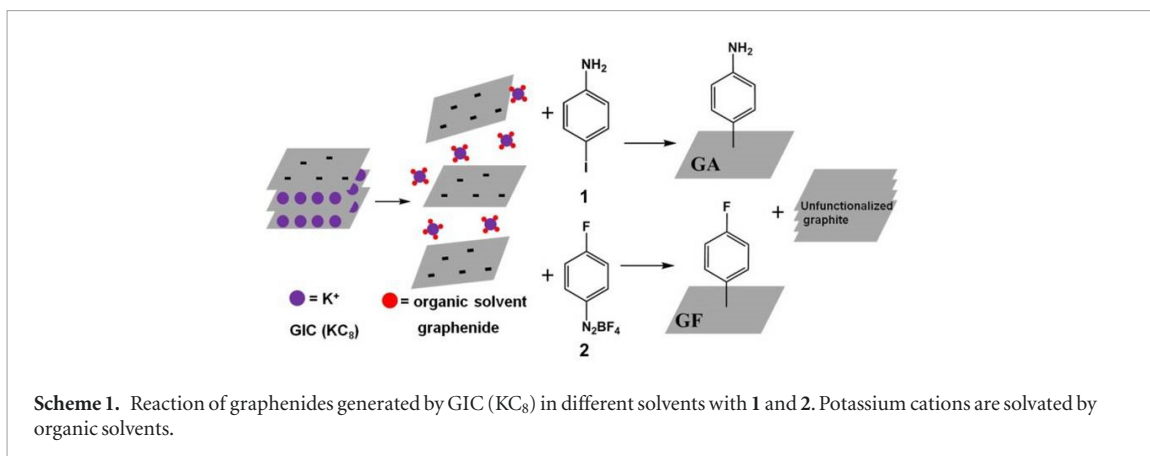 NH₂
NH₂
+
I
GA
1
F
F
+
Unfunctionalized
graphite
+
= K⁺
= organic solvent
N₂BF₄
GF
GIC (KC₈)
graphenide
2
Scheme 1. Reaction of graphenides generated by GIC (KC₈) in different solvents with 1 and 2. Potassium cations are solvated by
organic solvents.